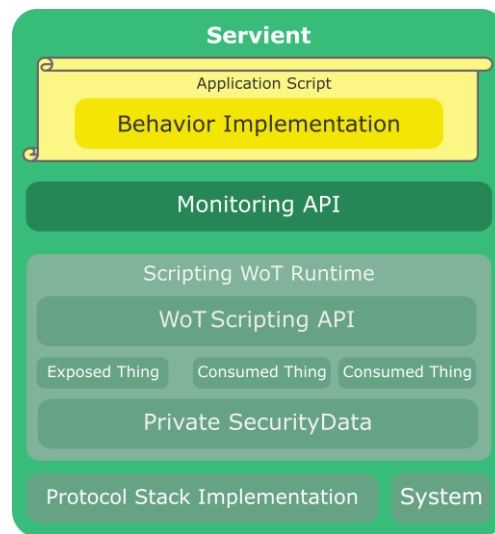 Servient
Application Script
Behavior Implementation
Monitoring API
Scripting WoT Runtime
WoT Scripting API
Exposed Thing Consumed Thing Consumed Thing
Private SecurityData
Protocol Stack Implementation System